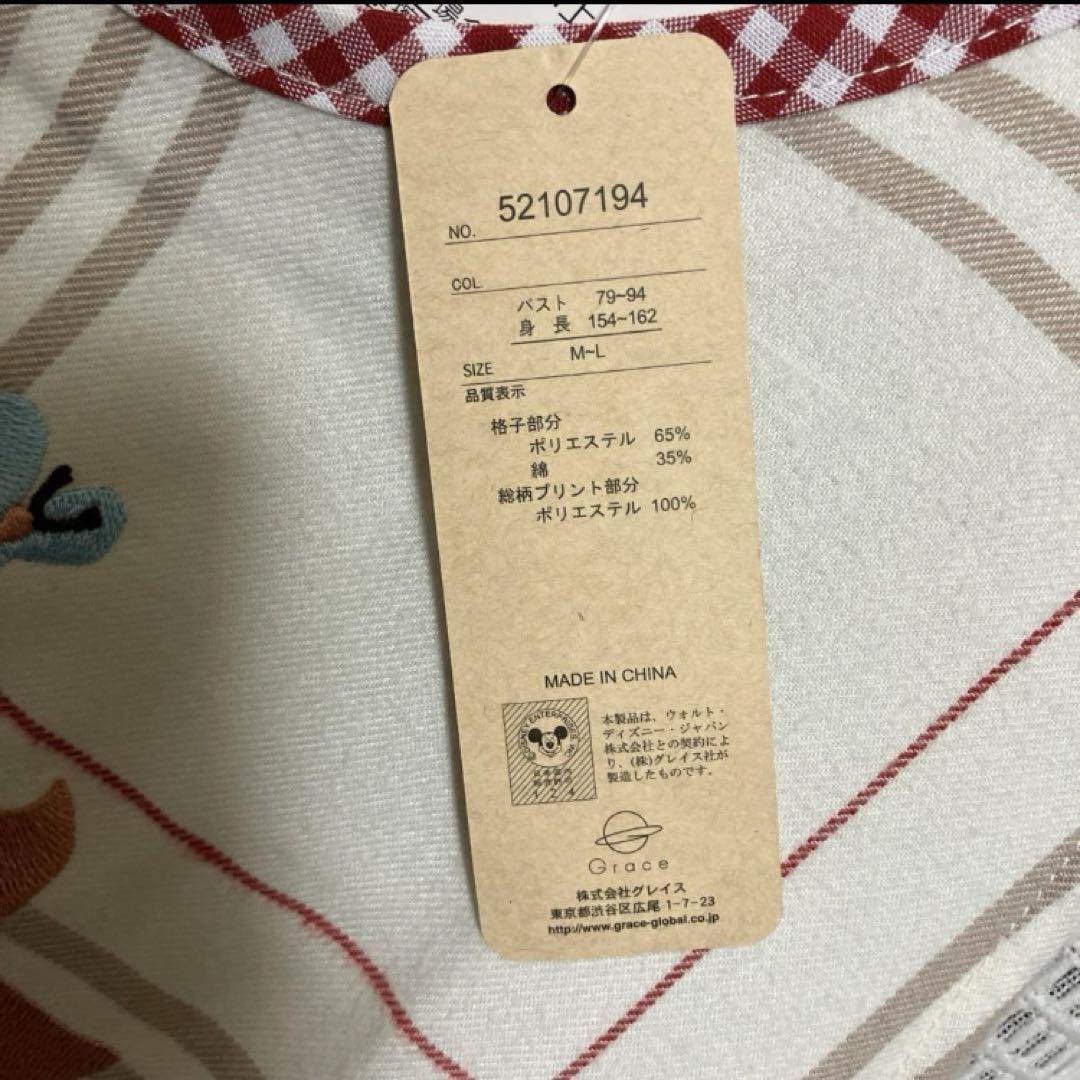 52107194
NO.
COL
バスト 79~94
身 長 154~162
M~L
SIZE
品質表示
格子部分
ポリエステル 65%
綿 35%
総柄プリント部分
ポリエステル 100%
MADE IN CHINA
©DISNEY ENTERPRISES, INC.
1 2 4
本製品は、ウォルト・
ディズニー・ジャパン
株式会社との契約によ
り、(株)グレイス社が
製造したものです。
Grace
株式会社グレイス
東京都渋谷区広尾 1-7-23
http://www.grace-global.co.jp